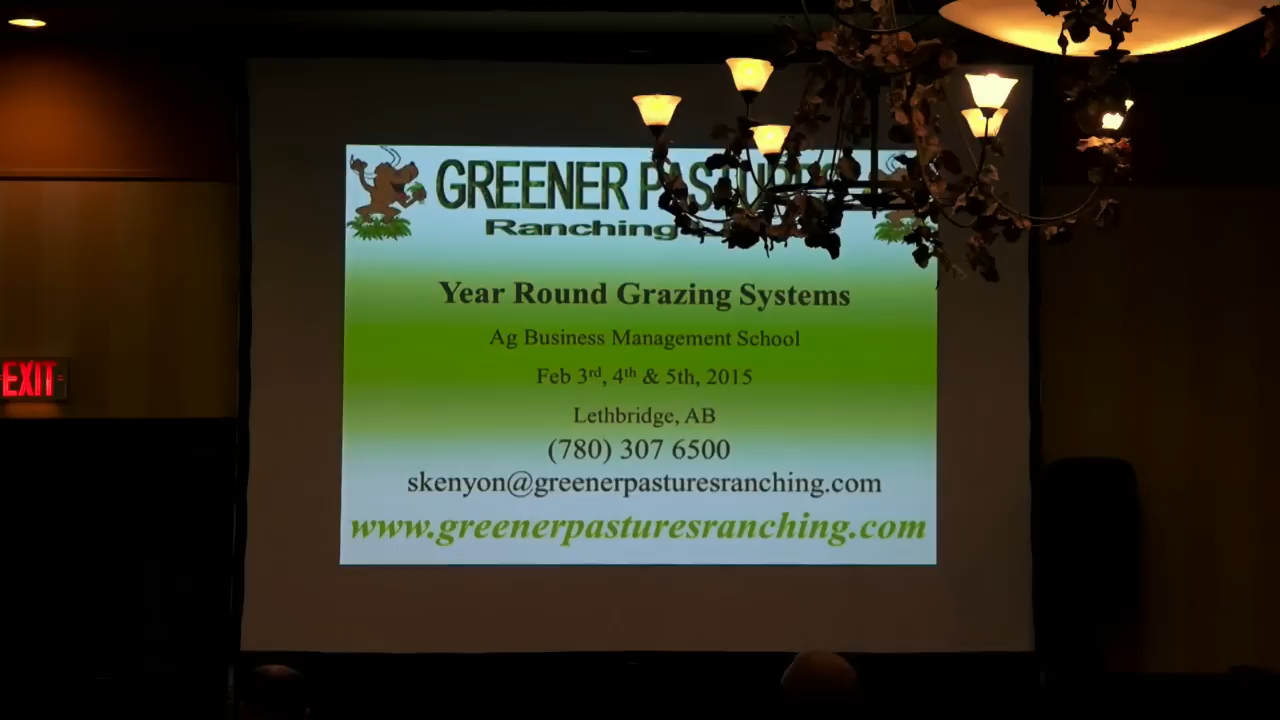 GREENER PASTURES
Ranching
Year Round Grazing Systems
Ag Business Management School
Feb 3rd, 4th & 5th, 2015
EXIT
Lethbridge, AB
(780) 307 6500
skenyon@greenerpasturesranching.com
www.greenerpasturesranching.com